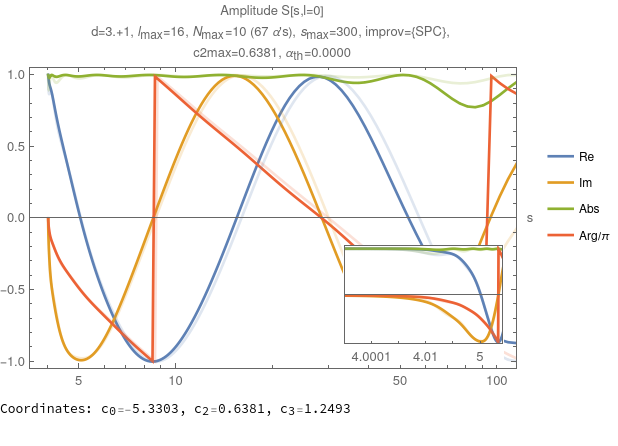 Amplitude S[s,l=0]
d=3.+1, lmax=16, Nmax=10 (67 α's), smax=300, improv={SPC},
c2max=0.6381, αth=0.0000
1.0
0.5
0.0
−0.5
−1.0
5
10
50
100
s
4.0001
4.01
5
Re
Im
Abs
Arg/π
Coordinates: c0=-5.3303, c2=0.6381, c3=1.2493